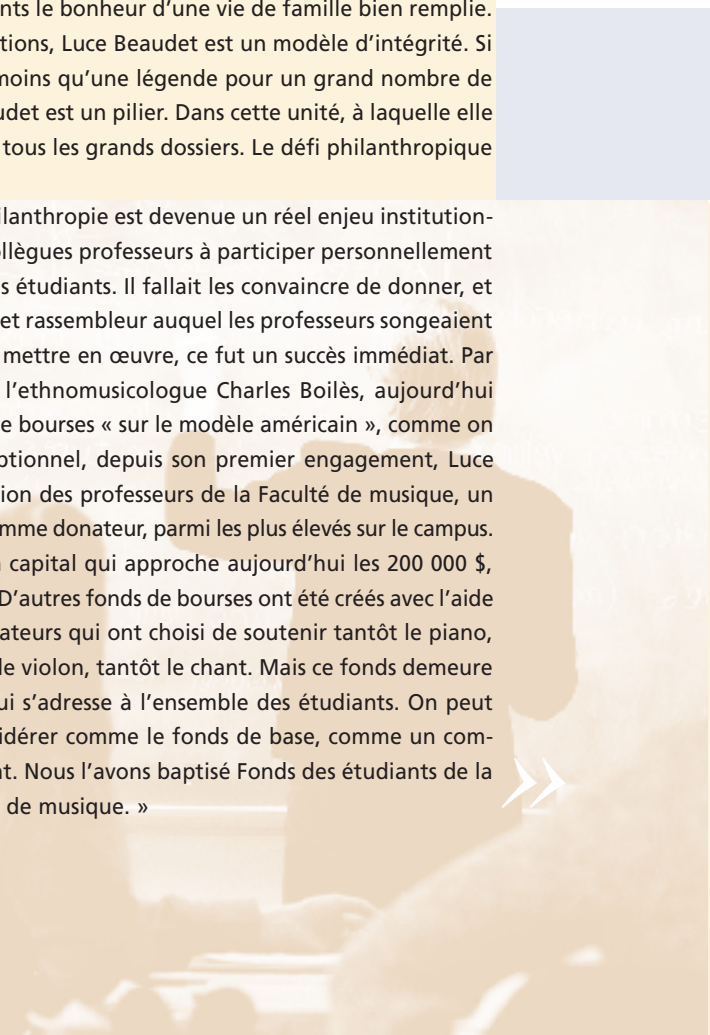 nts le bonheur d'une vie de famille bien remplie.
tions, Luce Beaudet est un modèle d'intégrité. Si
moins qu'une légende pour un grand nombre de
udet est un pilier. Dans cette unité, à laquelle elle
tous les grands dossiers. Le défi philanthropique
ilanthropie est devenue un réel enjeu institution-
llègues professeurs à participer personnellement
s étudiants. Il fallait les convaincre de donner, et
et rassembleur auquel les professeurs songeaient
mettre en œuvre, ce fut un succès immédiat. Par
l'ethnomusicologue Charles Boilès, aujourd'hui
e bourses « sur le modèle américain », comme on
ptionnel, depuis son premier engagement, Luce
ion des professeurs de la Faculté de musique, un
omme donateur, parmi les plus élevés sur le campus.
capital qui approche aujourd'hui les 200 000 $,
D'autres fonds de bourses ont été créés avec l'aide
ateurs qui ont choisi de soutenir tantôt le piano,
le violon, tantôt le chant. Mais ce fonds demeure
ui s'adresse à l'ensemble des étudiants. On peut
idérer comme le fonds de base, comme un com-
nt. Nous l'avons baptisé Fonds des étudiants de la
de musique. »
»